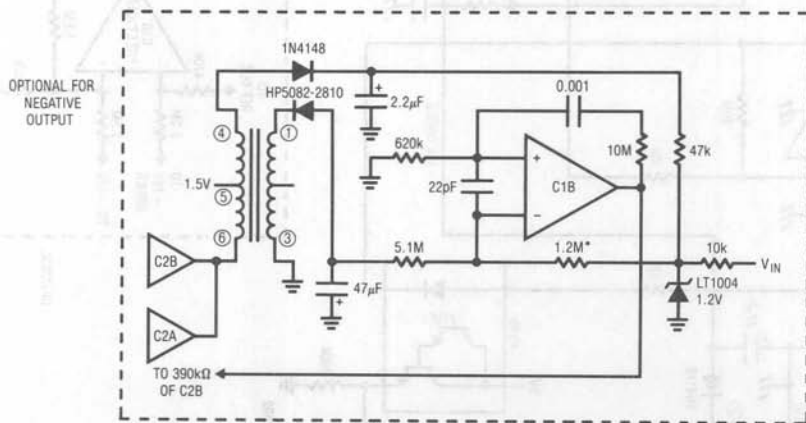 OPTIONAL FOR
NEGATIVE
OUTPUT
1N4148
HP5082-2810
2.2µF
+
0.001
4
1
620k
10M
47k
+
C1B
22pF
1.5V
5
−
6
3
C2B
5.1M
1.2M*
10k
VIN
47µF
+
LT1004
1.2V
C2A
TO 390kΩ
OF C2B